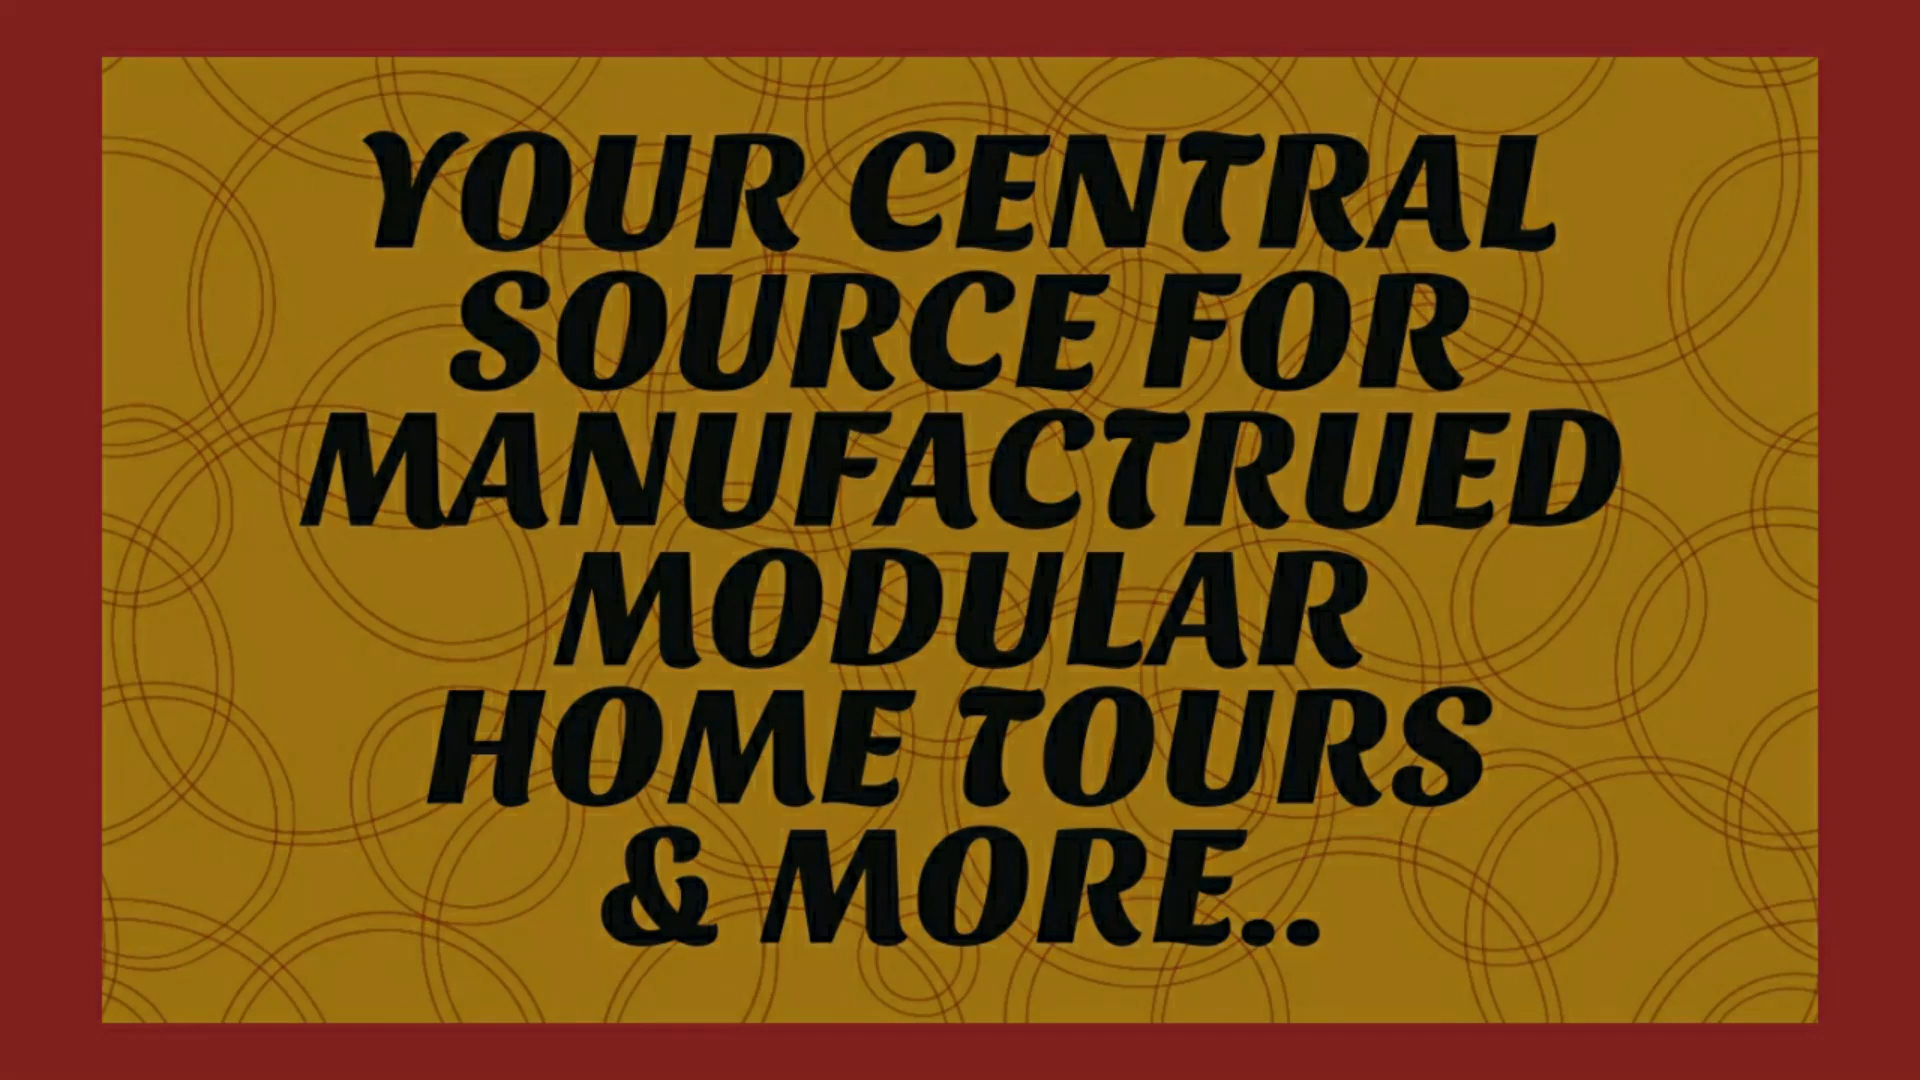 YOUR CENTRAL
SOURCE FOR
MANUFACTRUED
MODULAR
HOME TOURS
& MORE..